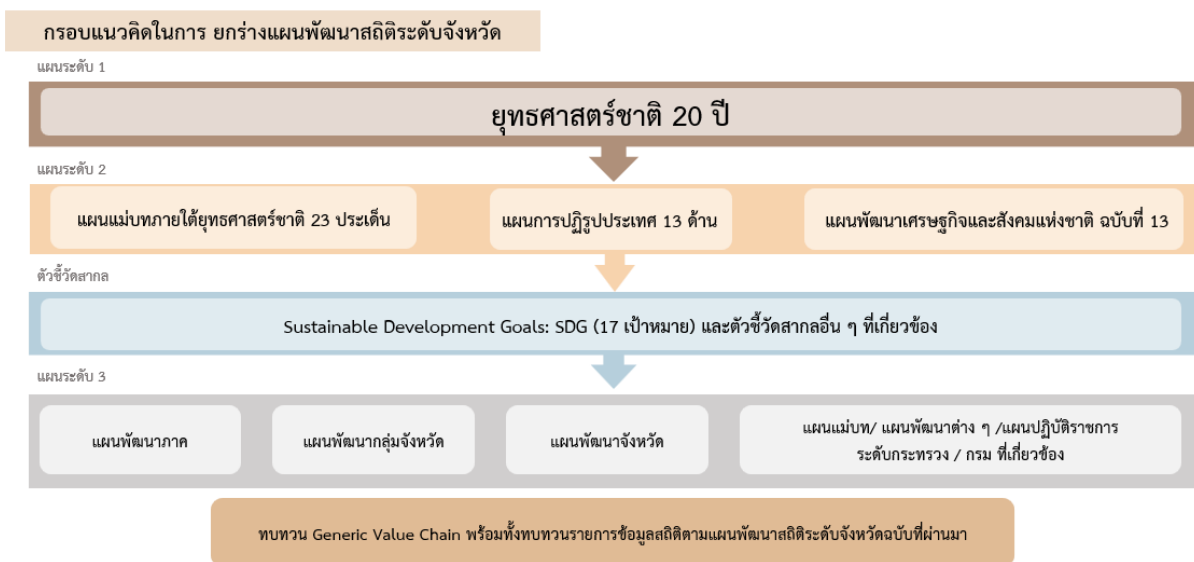 กรอบแนวคิดในการ ยกร่างแผนพัฒนาสถิติระดับจังหวัด
แผนระดับ 1
ยุทธศาสตร์ชาติ 20 ปี
แผนระดับ 2
แผนแม่บทภายใต้ยุทธศาสตร์ชาติ 23 ประเด็น
แผนการปฏิรูปประเทศ 13 ด้าน
แผนพัฒนาเศรษฐกิจและสังคมแห่งชาติ ฉบับที่ 13
ตัวชี้วัดสากล
Sustainable Development Goals: SDG (17 เป้าหมาย) และตัวชี้วัดสากลอื่น ๆ ที่เกี่ยวข้อง
แผนระดับ 3
แผนพัฒนาภาค
แผนพัฒนากลุ่มจังหวัด
แผนพัฒนาจังหวัด
แผนแม่บท/ แผนพัฒนาต่าง ๆ /แผนปฏิบัติราชการ
ระดับกระทรวง / กรม ที่เกี่ยวข้อง
ทบทวน Generic Value Chain พร้อมทั้งทบทวนรายการข้อมูลสถิติตามแผนพัฒนาสถิติระดับจังหวัดฉบับที่ผ่านมา